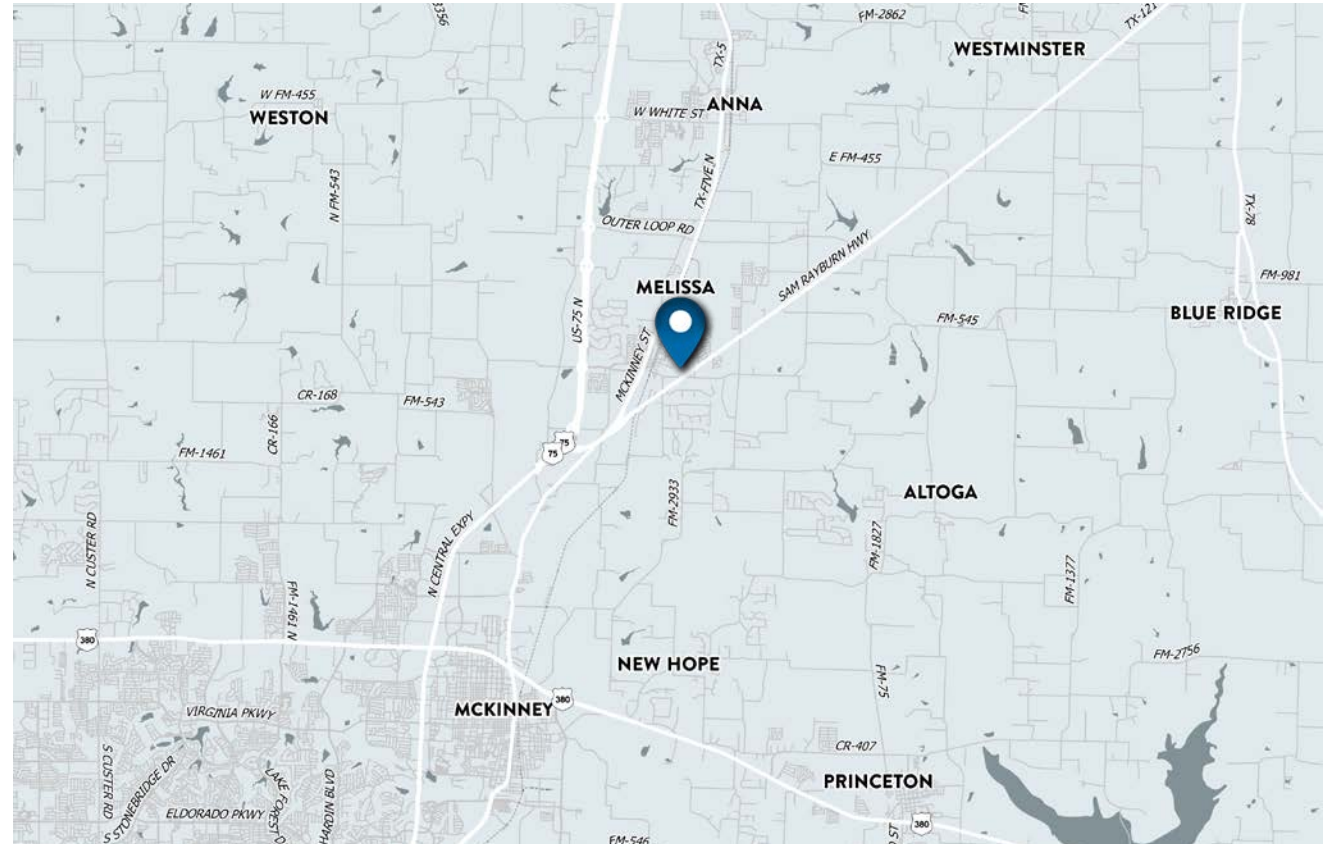 3356
FM-2862
TX-121
WESTMINSTER
TX-5
W FM-455
WESTON
W WHITE ST
ANNA
E FM-455
N FM-543
TX-FIVE N
TX-78
OUTER LOOP RD
SAM RAYBURN HWY
FM-981
MELISSA
US-75 N
FM-545
BLUE RIDGE
MCKINNEY ST
CR-168
FM-543
CR-166
75
75
FM-1461
FM-2933
ALTOGA
N CUSTER RD
N CENTRAL EXPY
FM-1827
FM-1377
FM-1461 N
380
FM-2756
NEW HOPE
FM-75
380
MCKINNEY
VIRGINIA PKWY
CR-407
S CUSTER RD
S STONEBRIDGE DR
LAKE FOREST D
HARDIN BLVD
PRINCETON
ELDORADO PKWY
380
FM-546